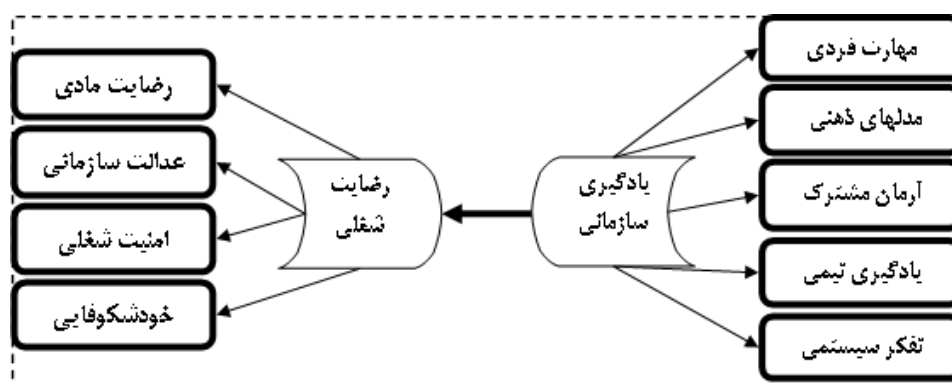 مهارت فردی
مدلهای ذهنی
آرمان مشترک
یادگیری تیمی
تفکر سیستمی
یادگیری
سازمانی
رضایت
شغلی
رضایت مادی
عدالت سازمانی
امنیت شغلی
خودشکوفایی